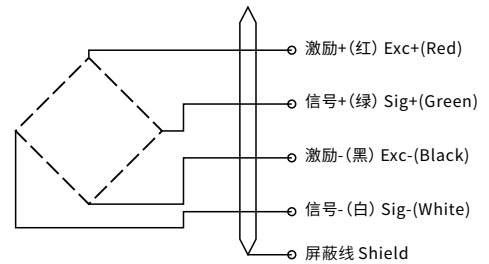 激励+(红) Exc+(Red)
信号+(绿) Sig+(Green)
激励-(黑) Exc-(Black)
信号-(白) Sig-(White)
屏蔽线 Shield